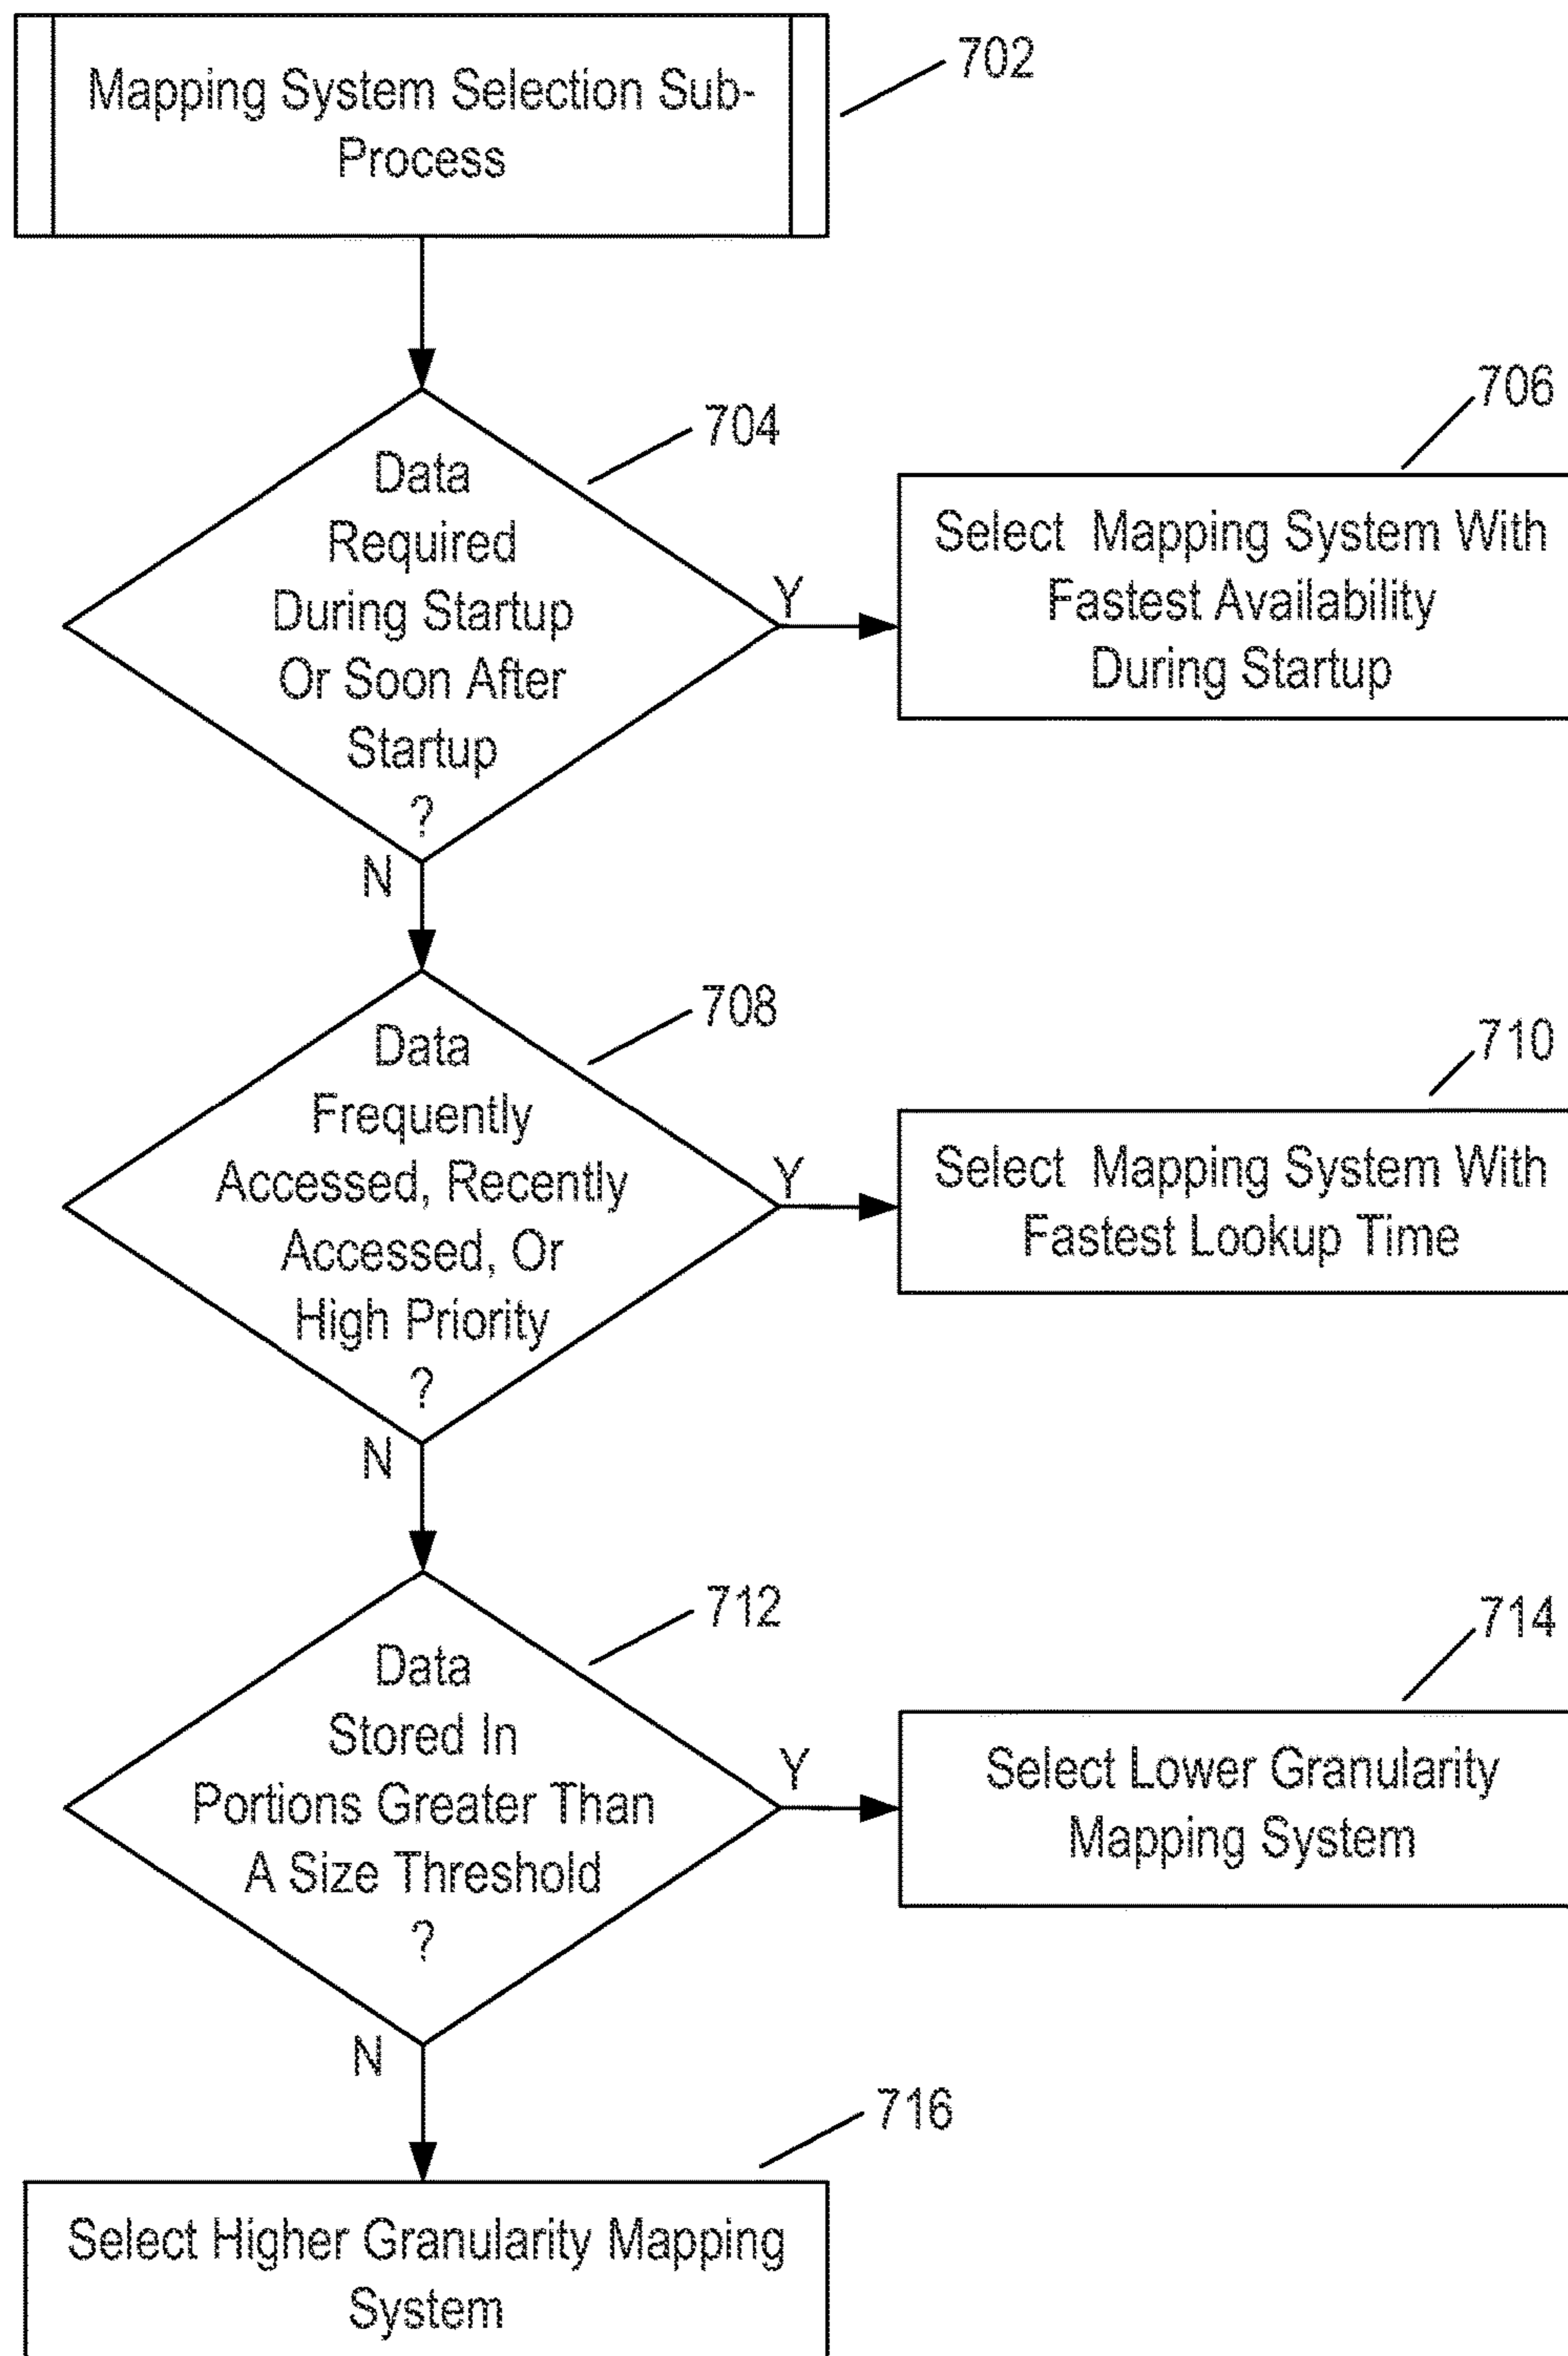 Mapping System Selection Sub-
Process
702
704
Data
Required
During Startup
Or Soon After
Startup
?
Y
N
706
Select Mapping System With
Fastest Availability
During Startup
708
Data
Frequently
Accessed, Recently
Accessed, Or
High Priority
?
Y
N
710
Select Mapping System With
Fastest Lookup Time
712
Data
Stored In
Portions Greater Than
A Size Threshold
?
Y
N
714
Select Lower Granularity
Mapping System
716
Select Higher Granularity Mapping
System